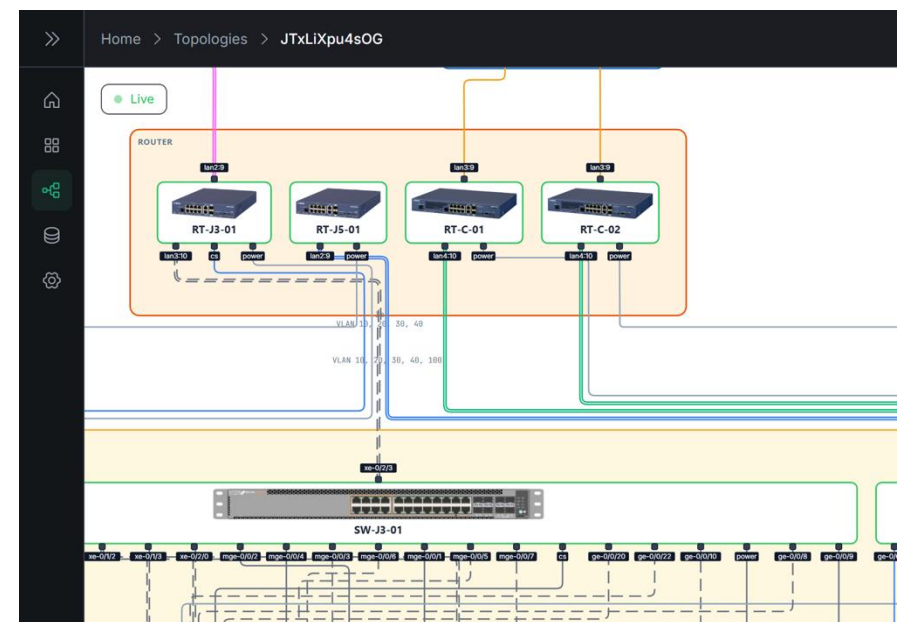 Home > Topologies > JTxLiXpu4sOG
Live
ROUTER
lan2:9
lan3:9
lan3:9
RT-J3-01
RT-J5-01
RT-C-01
RT-C-02
lan3:10
cs
power
lan2:9
power
lan4:10
power
lan4:10
power
VLAN 10, 20, 30, 40
VLAN 10, 20, 30, 40, 100
xe-0/2/3
SW-J3-01
xe-0/1/2
xe-0/1/3
xe-0/2/0
mge-0/0/2
mge-0/0/4
mge-0/0/3
mge-0/0/6
mge-0/0/1
mge-0/0/5
mge-0/0/7
cs
ge-0/0/20
ge-0/0/22
ge-0/0/10
power
ge-0/0/8
ge-0/0/9